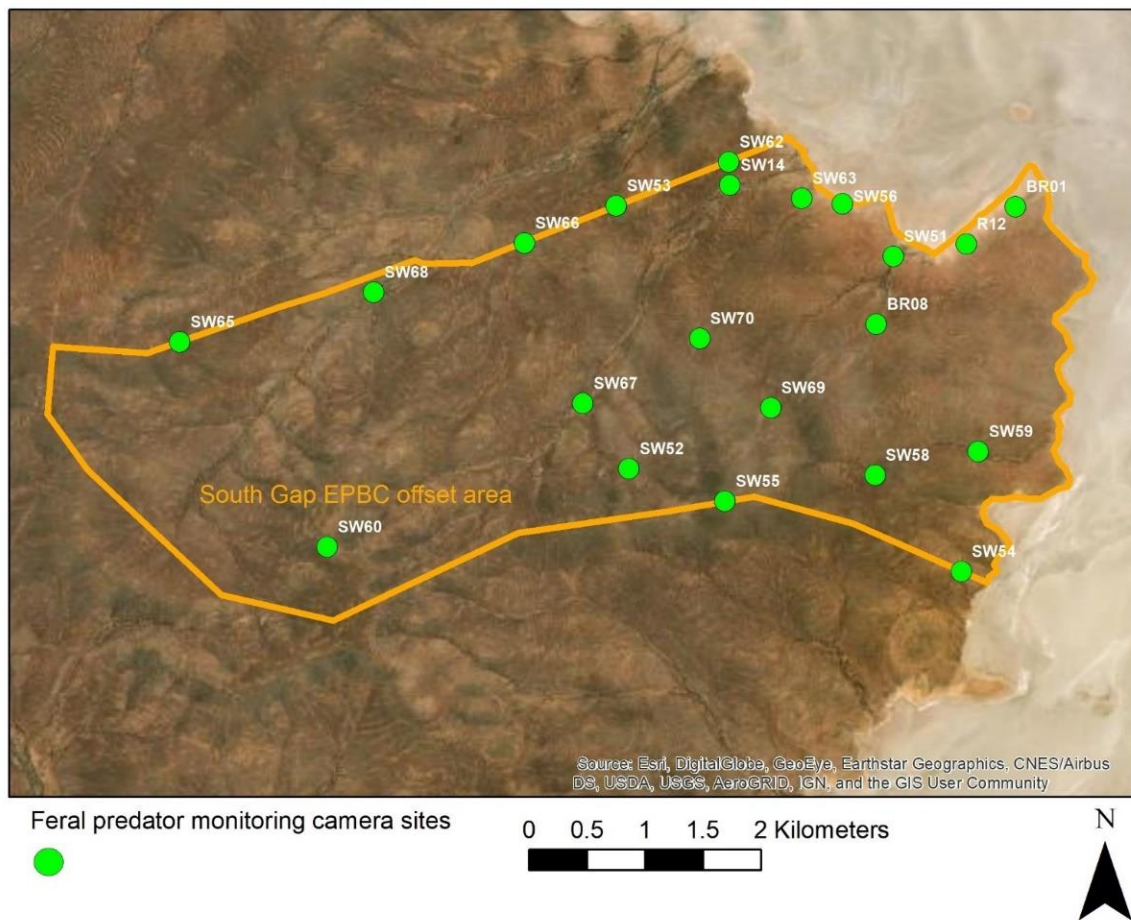 SW62
SW14
SW53
SW63
SW56
BR01
SW66
R12
SW51
SW68
BR08
SW65
SW70
SW67
SW69
SW59
SW52
SW58
South Gap EPBC offset area
SW55
SW60
SW54
Source: Esri, DigitalGlobe, GeoEye, Earthstar Geographics, CNES/Airbus
DS, USDA, USGS, AeroGRID, IGN, and the GIS User Community
Feral predator monitoring camera sites
0 0.5 1 1.5 2 Kilometers
N